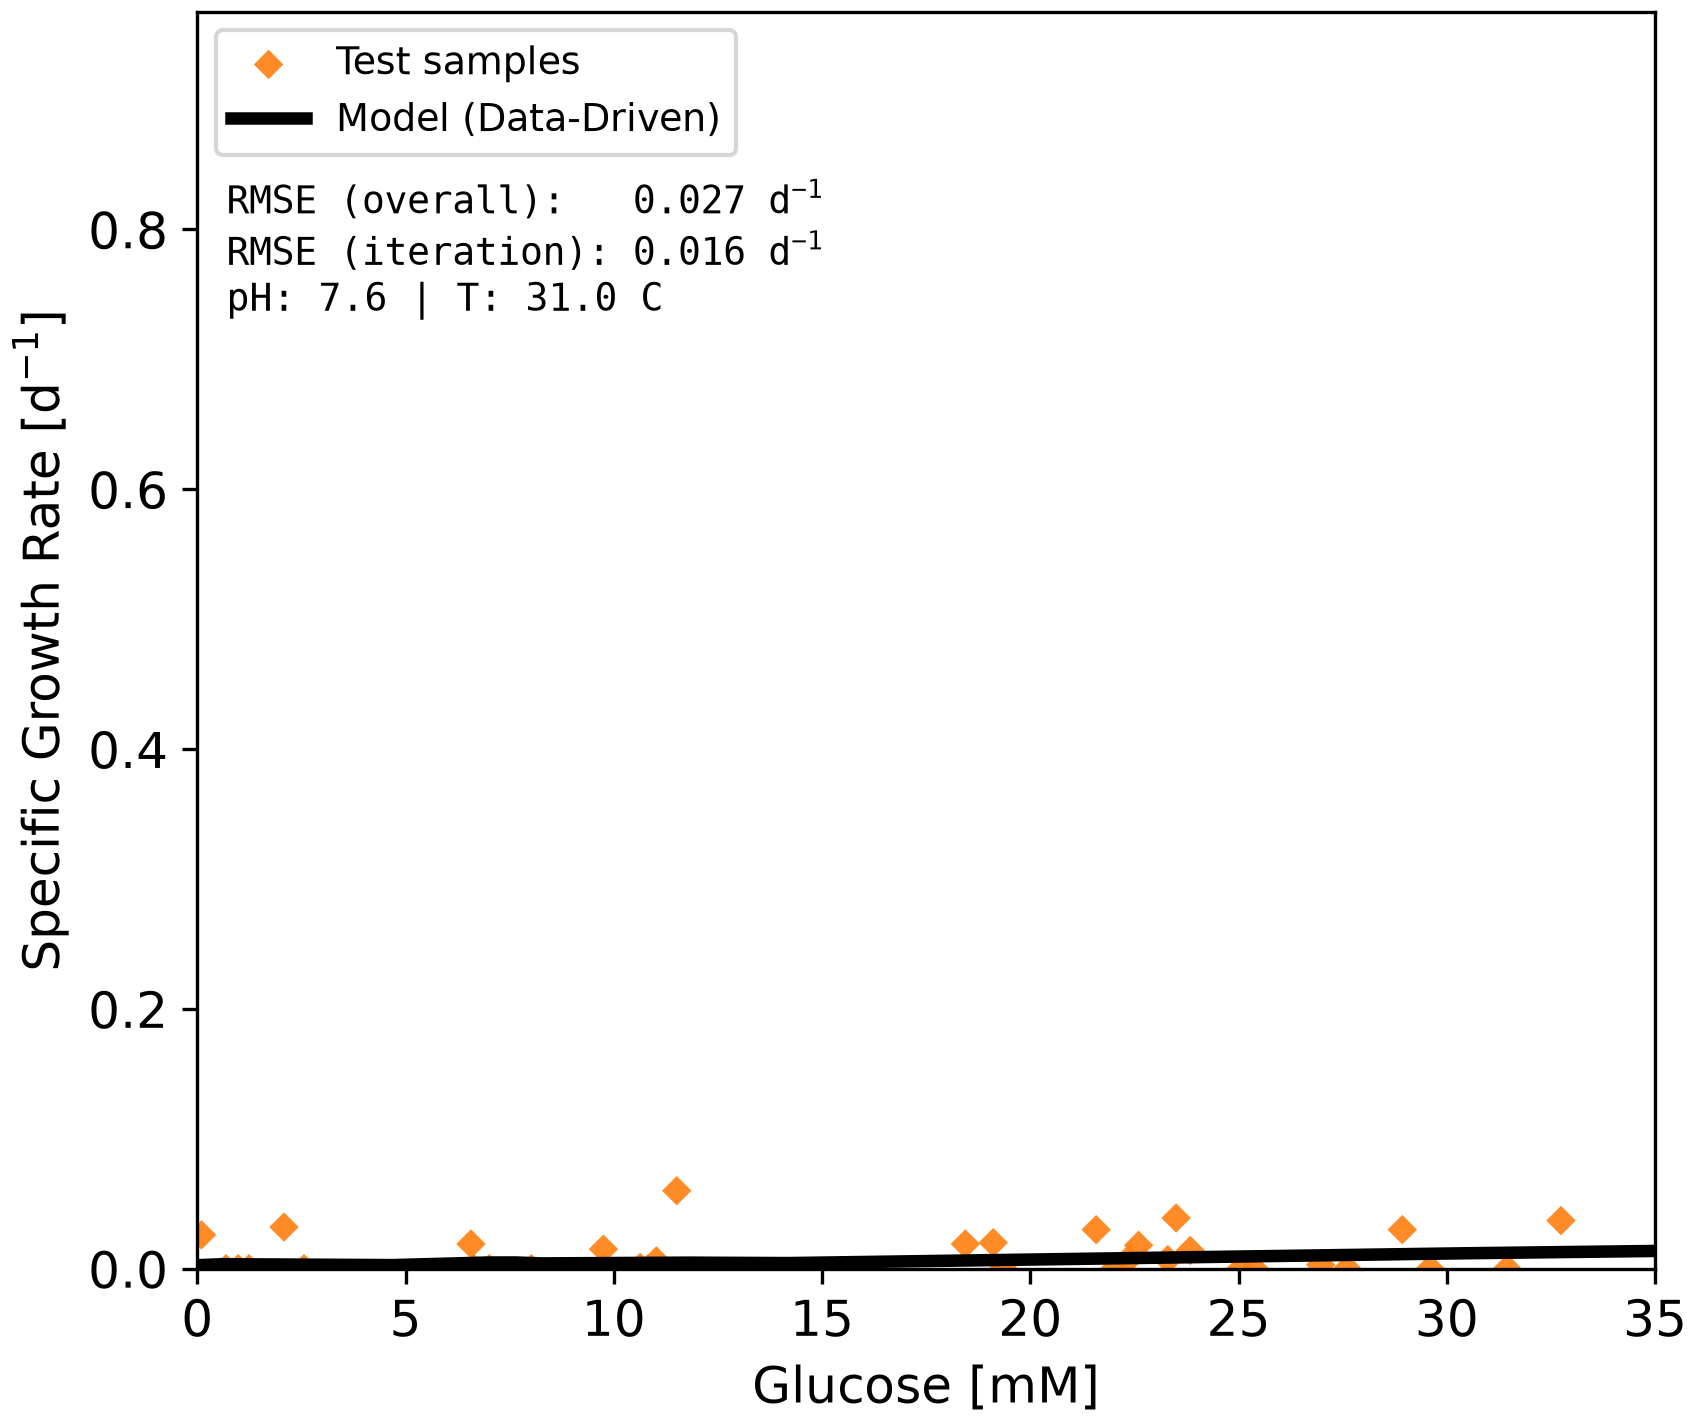 Test samples
Model (Data-Driven)
RMSE (overall): 0.027 d⁻¹
RMSE (iteration): 0.016 d⁻¹
pH: 7.6 | T: 31.0 C
Specific Growth Rate [d⁻¹]
0.8
0.6
0.4
0.2
0.0
0 5 10 15 20 25 30 35
Glucose [mM]